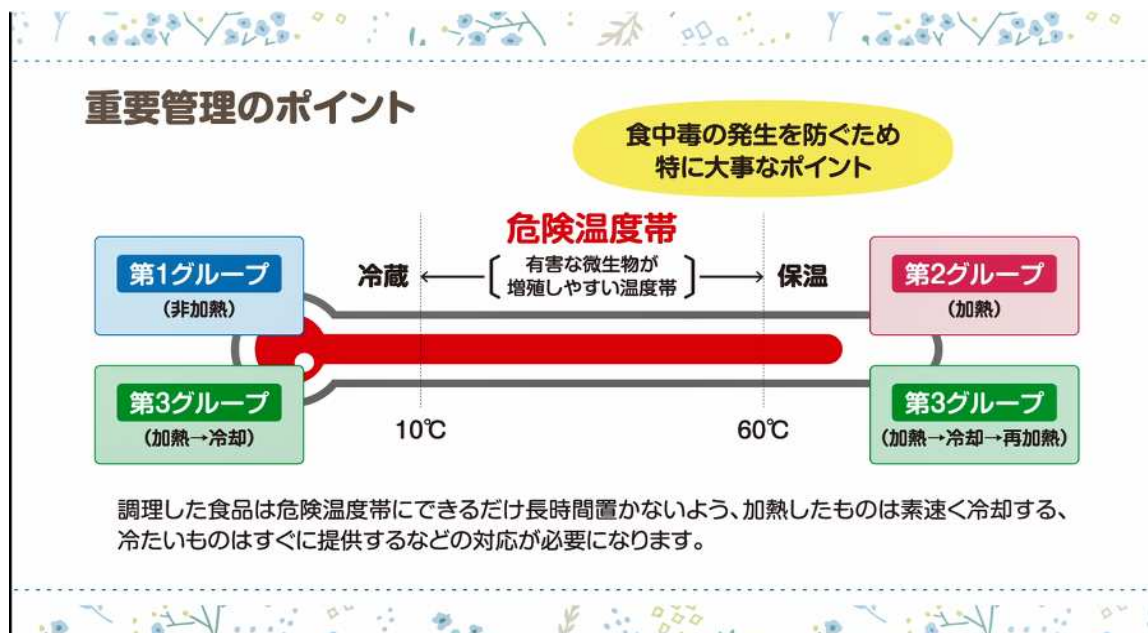 重要管理のポイント
食中毒の発生を防ぐため
特に大事なポイント
危険温度帯
第1グループ
(非加熱)
冷蔵
有害な微生物が
増殖しやすい温度帯
保温
第2グループ
(加熱)
第3グループ
(加熱→冷却)
10℃
60℃
第3グループ
(加熱→冷却→再加熱)
調理した食品は危険温度帯にできるだけ長時間置かないよう、加熱したものは素速く冷却する、
冷たいものはすぐに提供するなどの対応が必要になります。